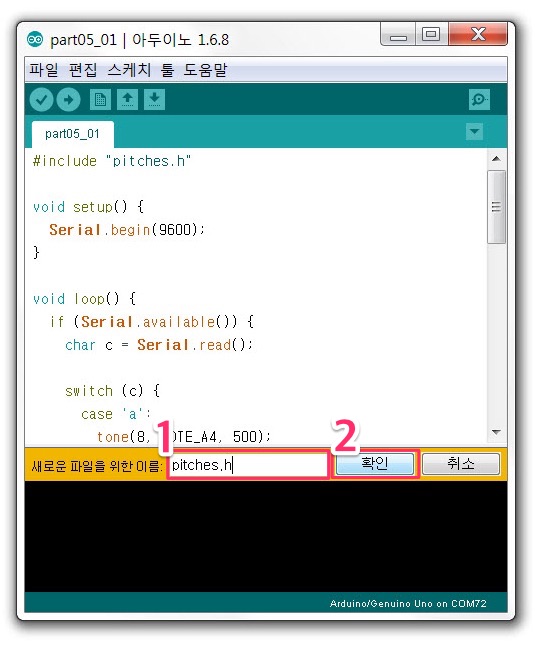 part05_01 | 아두이노 1.6.8
파일 편집 스케치 툴 도움말
part05_01
#include "pitches.h"
void setup() {
Serial.begin(9600);
}
void loop() {
if (Serial.available()) {
char c = Serial.read();
switch (c) {
case 'a':
tone(8, OTE_A4, 500);
1
2
새로운 파일을 위한 이름: pitches.h 확인 취소
Arduino/Genuino Uno on COM72